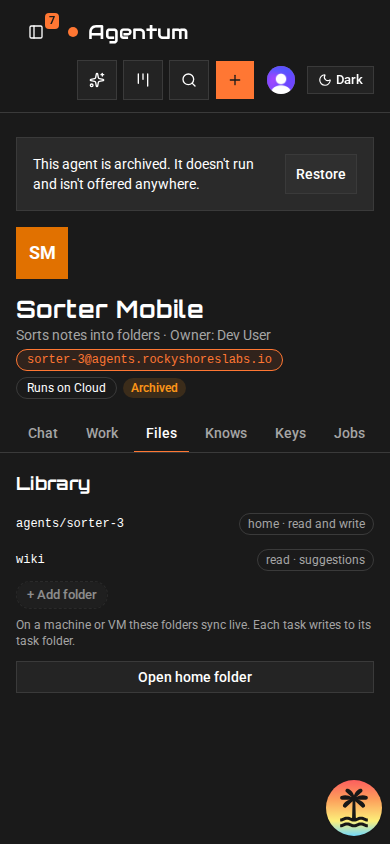 7
Agentum
Dark
This agent is archived. It doesn't run
and isn't offered anywhere.
Restore
SM
Sorter Mobile
Sorts notes into folders · Owner: Dev User
sorter-3@agents.rockyshoreslabs.io
Runs on Cloud
Archived
Chat Work Files Knows Keys Jobs
Library
agents/sorter-3
home · read and write
wiki
read · suggestions
+ Add folder
On a machine or VM these folders sync live. Each task writes to its
task folder.
Open home folder